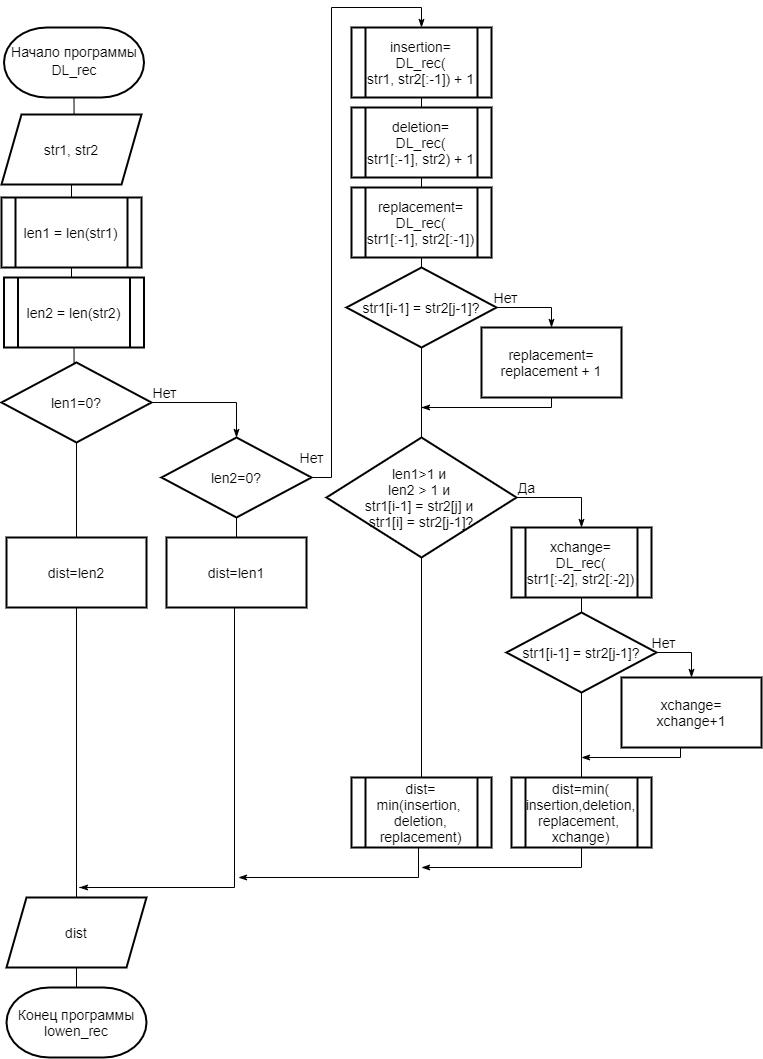 Начало программы
DL_rec
str1, str2
len1 = len(str1)
len2 = len(str2)
len1=0?
Нет
len2=0?
Нет
dist=len2
dist=len1
insertion=
DL_rec(
str1, str2[:-1]) + 1
deletion=
DL_rec(
str1[:-1], str2) + 1
replacement=
DL_rec(
str1[:-1], str2[:-1])
str1[i-1] = str2[j-1]?
Нет
replacement=
replacement + 1
len1>1 и
len2 > 1 и
str1[i-1] = str2[j] и
str1[i] = str2[j-1]?
Да
xchange=
DL_rec(
str1[:-2], str2[:-2])
str1[i-1] = str2[j-1]?
Нет
xchange=
xchange+1
dist=
min(insertion,
deletion,
replacement)
dist=min(
insertion,deletion,
replacement,
xchange)
dist
Конец программы
lowen_rec